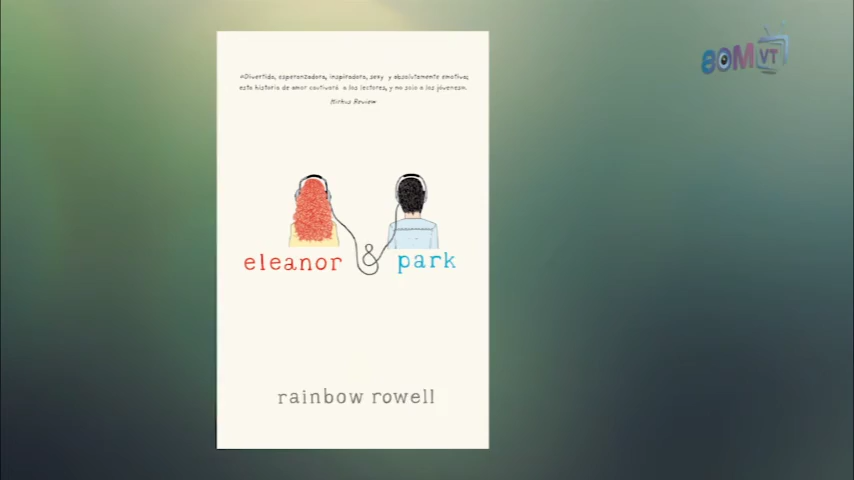 «Divertida, esperanzadora, inspiradora, sexy y absolutamente emotiva;
esta historia de amor cautivará a los lectores, y no solo a los jóvenes».
Kirkus Review
eleanor & park
rainbow rowell
BOM VT